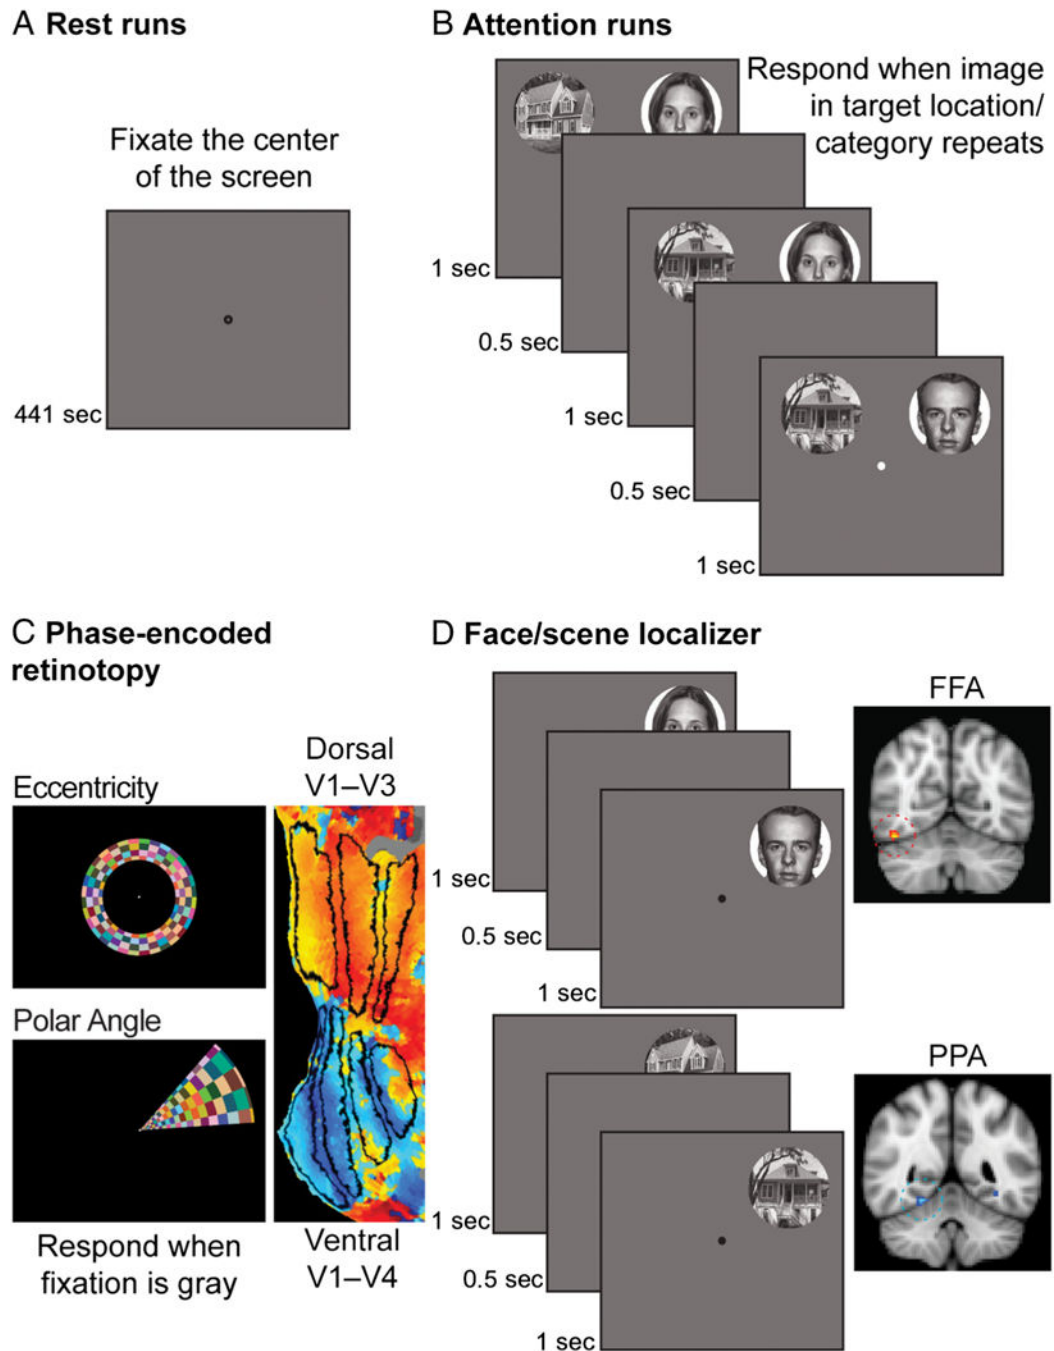 A Rest runs
Fixate the center
of the screen
441 sec
B Attention runs
Respond when image
in target location/
category repeats
1 sec
0.5 sec
1 sec
0.5 sec
1 sec
C Phase-encoded
retinotopy
Eccentricity
Polar Angle
Respond when
fixation is gray
Dorsal
V1–V3
Ventral
V1–V4
D Face/scene localizer
1 sec
0.5 sec
1 sec
FFA
1 sec
0.5 sec
1 sec
PPA